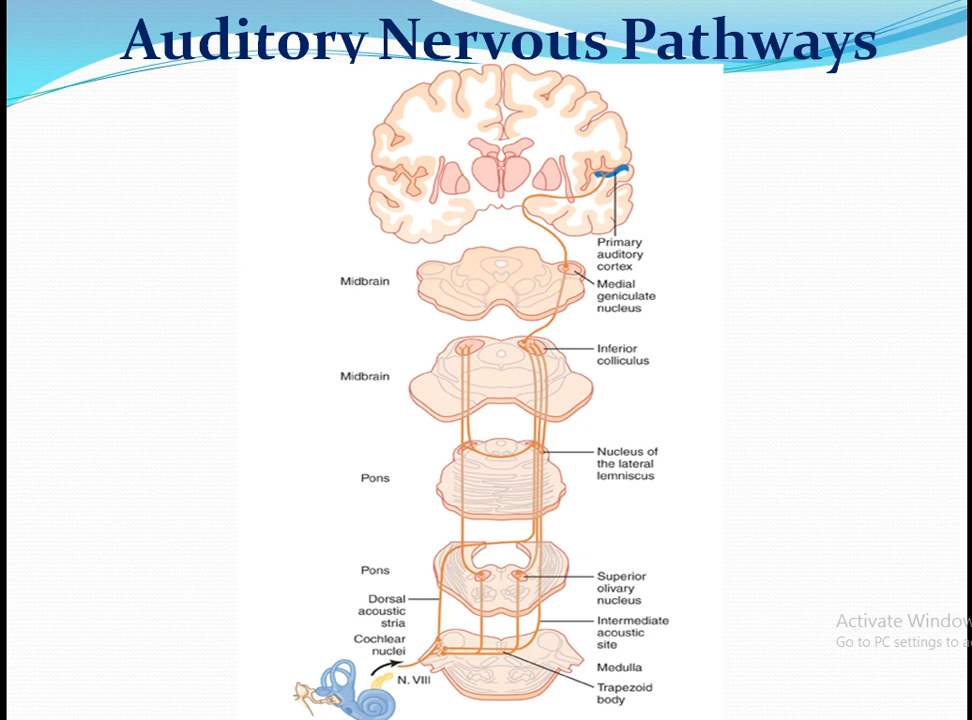 Auditory Nervous Pathways
Primary
auditory
cortex
Midbrain
Medial
geniculate
nucleus
Inferior
colliculus
Midbrain
Nucleus of
the lateral
lemniscus
Pons
Pons
Superior
olivary
nucleus
Dorsal
acoustic
stria
Intermediate
acoustic
site
Cochlear
nuclei
Medulla
N. VIII
Trapezoid
body
Activate Window
Go to PC settings to a